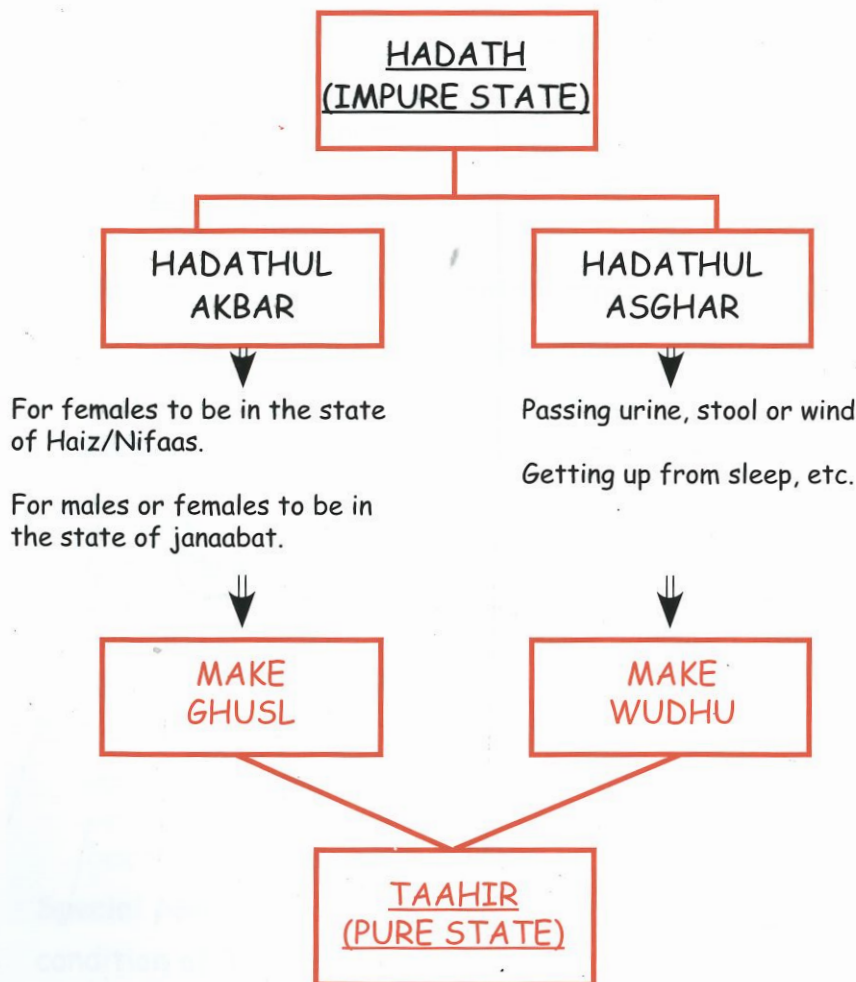 HADATH
(IMPURE STATE)
HADATHUL
AKBAR
For females to be in the state
of Haiz/Nifaas.
For males or females to be in
the state of janaabat.
MAKE
GHUSL
HADATHUL
ASGHAR
Passing urine, stool or wind
Getting up from sleep, etc.
MAKE
WUDHU
TAAHIR
(PURE STATE)
Special
condition